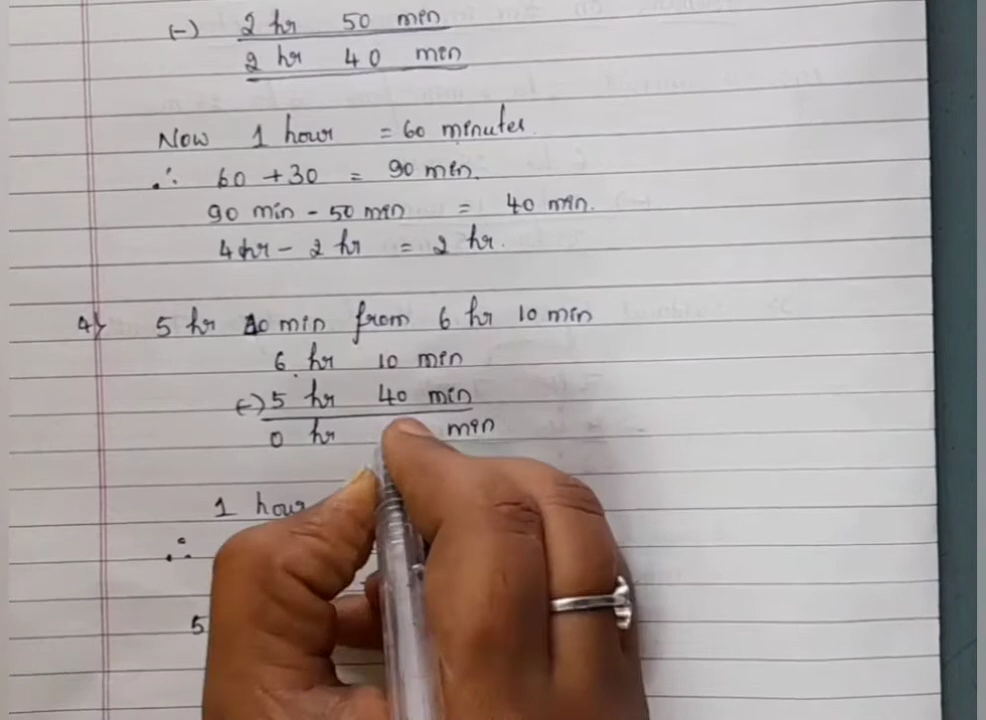 (-) 2 hr 50 min
2 hr 40 min
Now 1 hour = 60 minutes.
∴ 60 + 30 = 90 min.
90 min - 50 min = 40 min.
4 hr - 2 hr = 2 hr.
4) 5 hr 40 min from 6 hr 10 min
6 hr 10 min
(-) 5 hr 40 min
0 hr min
1 hour
∴
5